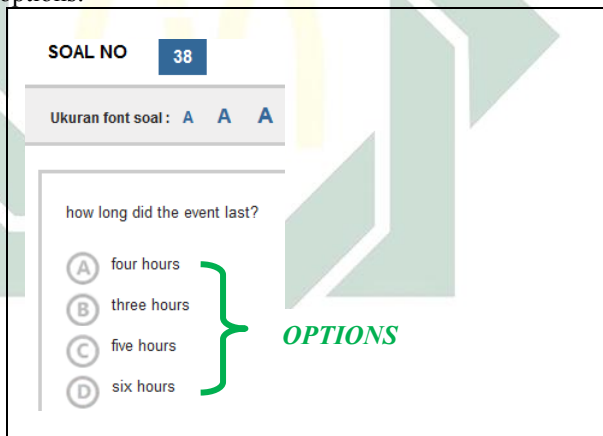 options.
SOAL NO 38
Ukuran font soal : A A A
how long did the event last?
A four hours
B three hours
OPTIONS
C five hours
D six hours